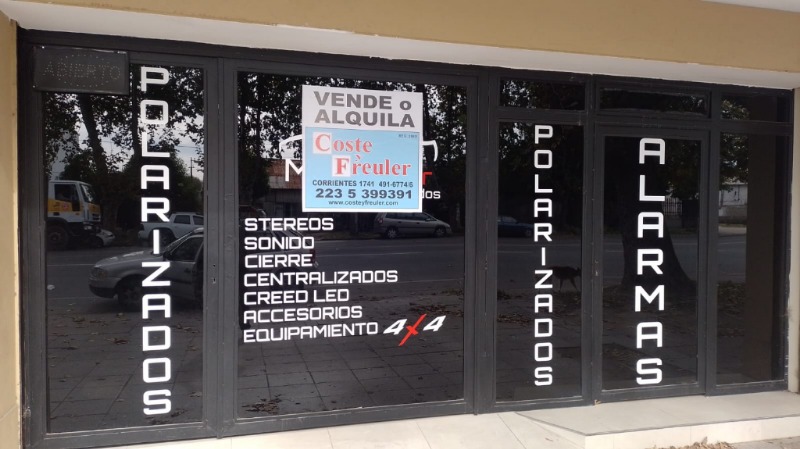 ABIERTO
POLARIZADOS
VENDE o
ALQUILA
Coste
y
Freuler
CORRIENTES 1741 491-6774/5
223 5 399391
www.costeyfreuler.com
STEREOS
SONIDO
CIERRE
CENTRALIZADOS
CREED LED
ACCESORIOS
EQUIPAMIENTO 4X4
POLARIZADOS
ALARMAS